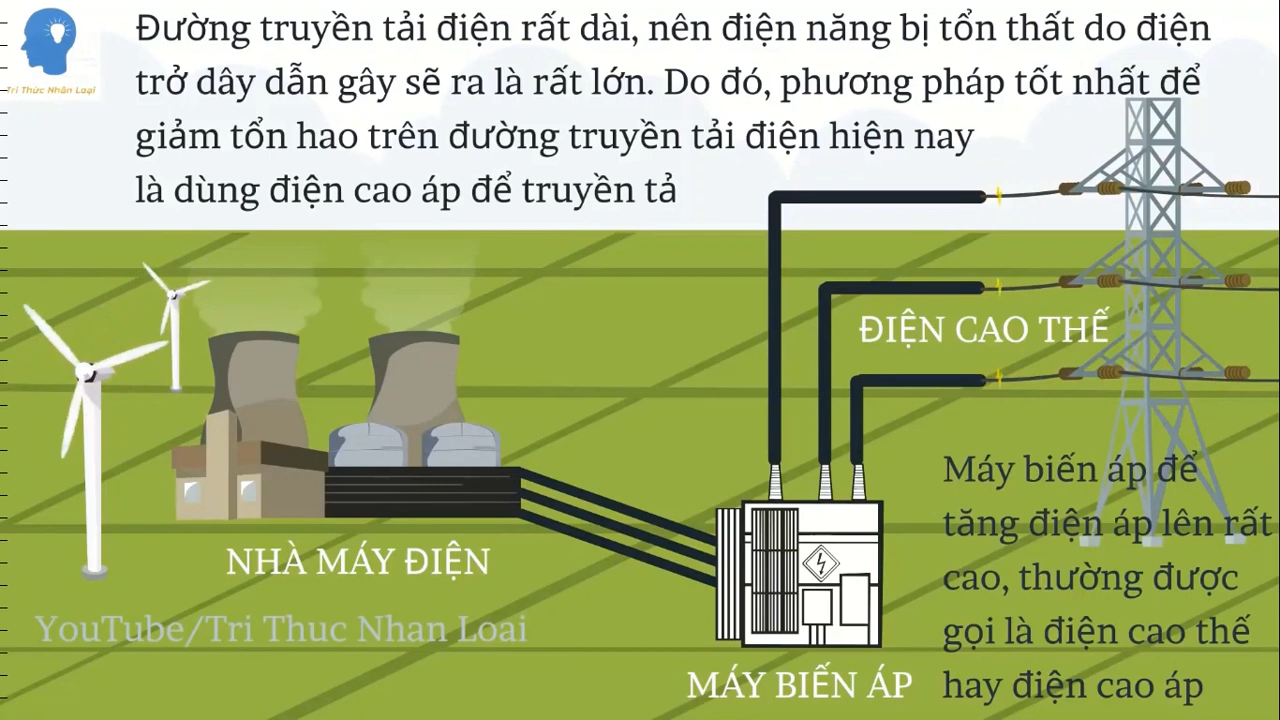 Đường truyền tải điện rất dài, nên điện năng bị tổn thất do điện
trở dây dẫn gây sẽ ra là rất lớn. Do đó, phương pháp tốt nhất để
giảm tổn hao trên đường truyền tải điện hiện nay
là dùng điện cao áp để truyền tả
Tri Thức Nhân Loại
ĐIỆN CAO THẾ
Máy biến áp để
tăng điện áp lên rất
cao, thường được
gọi là điện cao thế
hay điện cao áp
NHÀ MÁY ĐIỆN
YouTube/Tri Thuc Nhan Loai
MÁY BIẾN ÁP